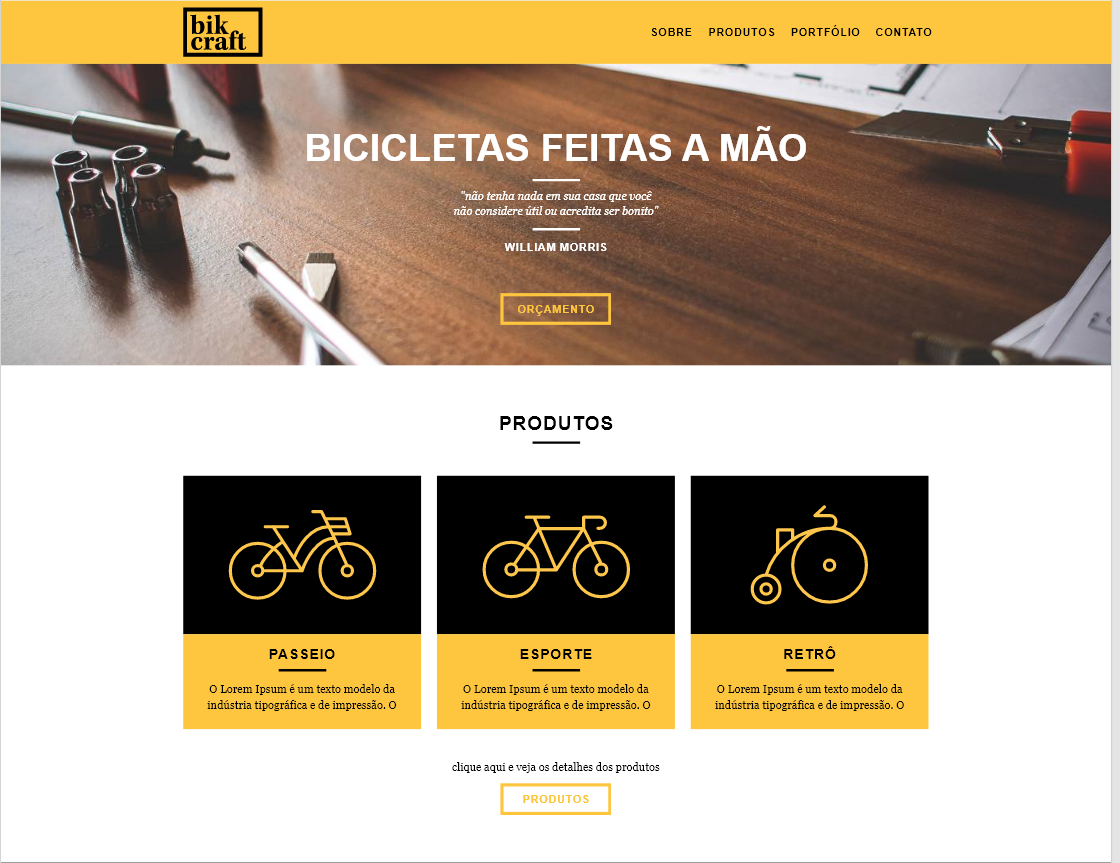 bik
craft
SOBRE PRODUTOS PORTFÓLIO CONTATO
BICICLETAS FEITAS A MÃO
"não tenha nada em sua casa que você
não considere útil ou acredita ser bonito"
WILLIAM MORRIS
ORÇAMENTO
PRODUTOS
PASSEIO
O Lorem Ipsum é um texto modelo da
indústria tipográfica e de impressão. O
ESPORTE
O Lorem Ipsum é um texto modelo da
indústria tipográfica e de impressão. O
RETRÔ
O Lorem Ipsum é um texto modelo da
indústria tipográfica e de impressão. O
clique aqui e veja os detalhes dos produtos
PRODUTOS